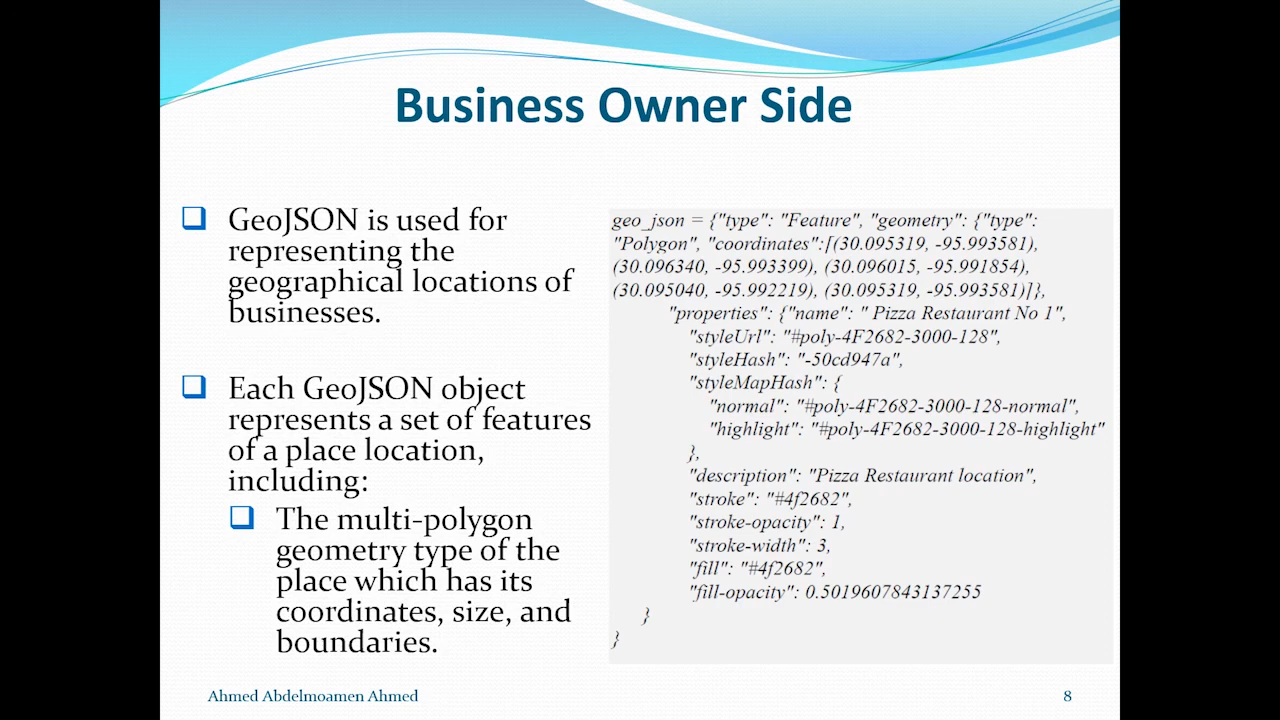 Business Owner Side
GeoJSON is used for
representing the
geographical locations of
businesses.
Each GeoJSON object
represents a set of features
of a place location,
including:
The multi-polygon
geometry type of the
place which has its
coordinates, size, and
boundaries.
geo_json = {"type": "Feature", "geometry": {"type":
"Polygon", "coordinates":[(30.095319, -95.993581),
(30.096340, -95.993399), (30.096015, -95.991854),
(30.095040, -95.992219), (30.095319, -95.993581)]},
"properties": {"name": " Pizza Restaurant No 1",
"styleUrl": "#poly-4F2682-3000-128",
"styleHash": "-50cd947a",
"styleMapHash": {
"normal": "#poly-4F2682-3000-128-normal",
"highlight": "#poly-4F2682-3000-128-highlight"
},
"description": "Pizza Restaurant location",
"stroke": "#4f2682",
"stroke-opacity": 1,
"stroke-width": 3,
"fill": "#4f2682",
"fill-opacity": 0.5019607843137255
}
}
Ahmed Abdelmoamen Ahmed
8